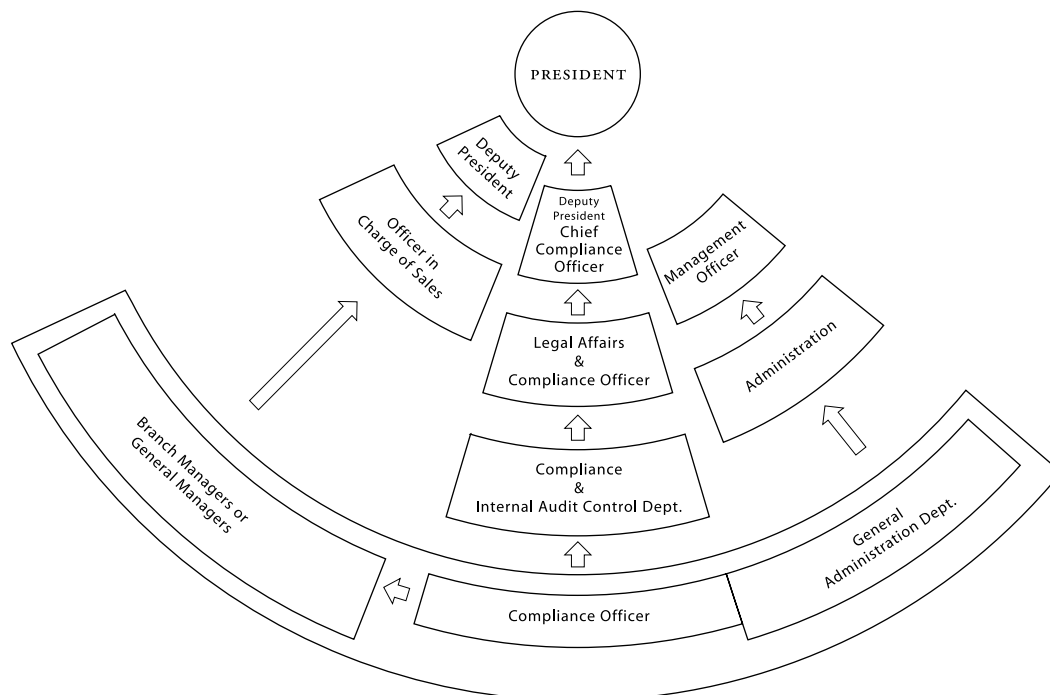 PRESIDENT
Deputy
President
Deputy
President
Chief
Compliance
Officer
Officer in
Charge of Sales
Management
Officer
Legal Affairs
&
Compliance Officer
Administration
Branch Managers or
General Managers
Compliance
&
Internal Audit Control Dept.
General
Administration Dept.
Compliance Officer